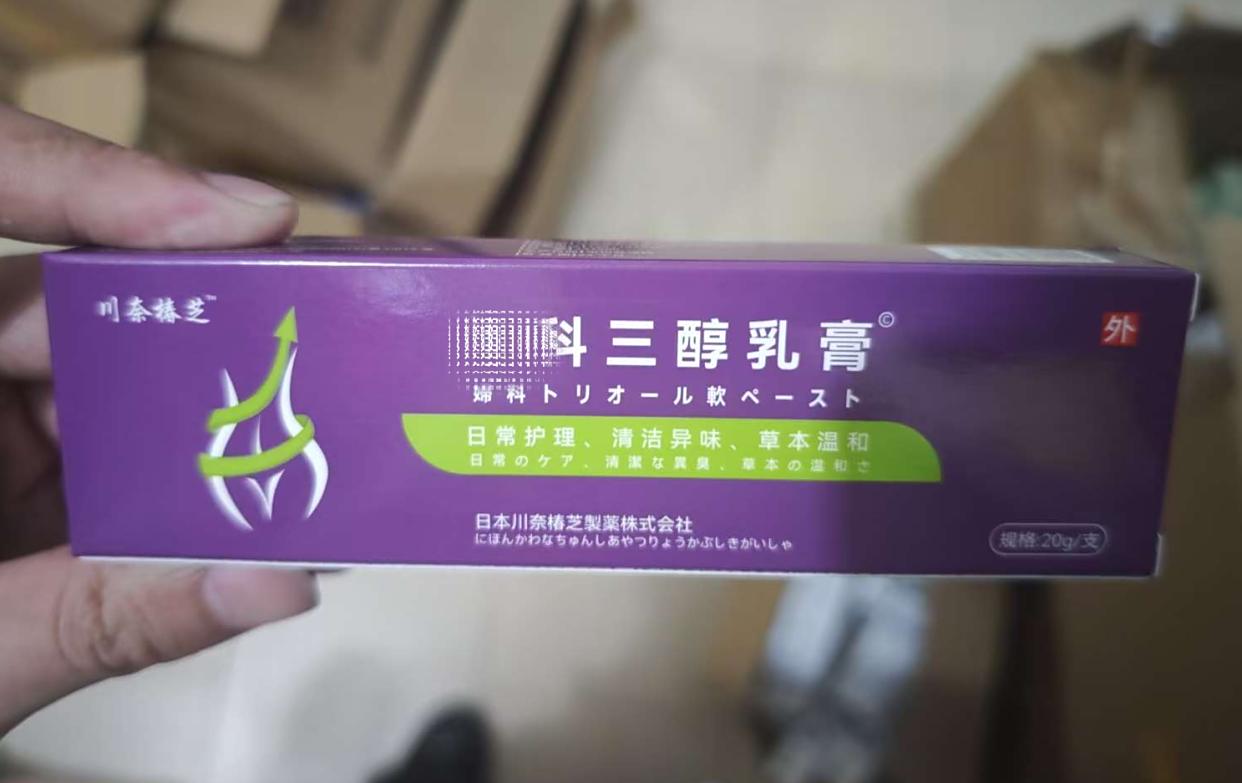 川奈椿芝™
科三醇乳膏©
外
婦科トリオール軟ペースト
日常护理、清洁异味、草本温和
日常のケア、清潔な異臭、草本の温和さ
日本川奈椿芝製薬株式会社
にほんかわなちゅんしあやつりょうかぶしきがいしゃ
规格:20g/支